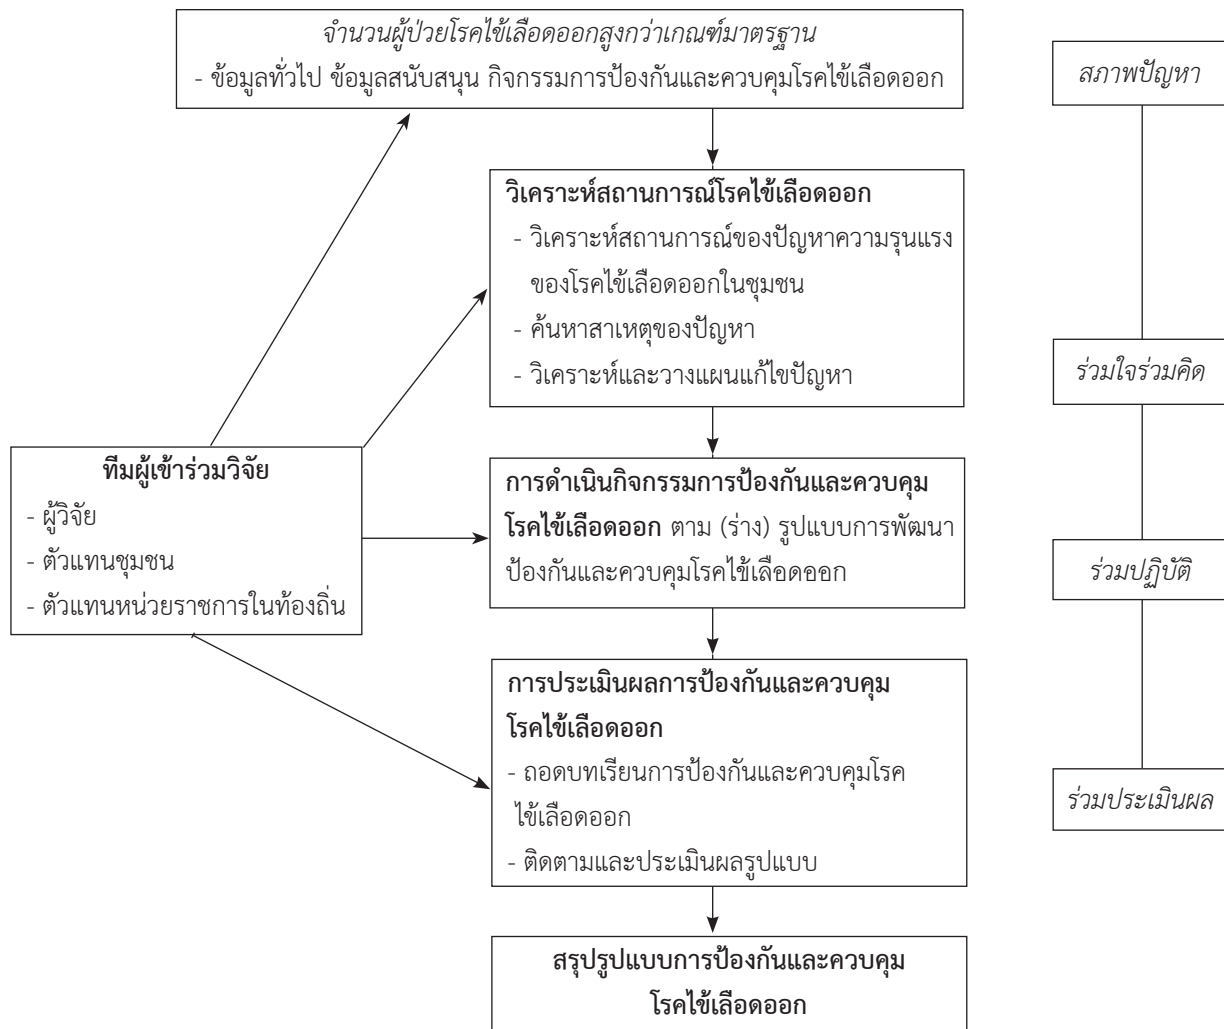 จำนวนผู้ป่วยโรคไข้เลือดออกสูงกว่าเกณฑ์มาตรฐาน
- ข้อมูลทั่วไป ข้อมูลสนับสนุน กิจกรรมการป้องกันและควบคุมโรคไข้เลือดออก
สภาพปัญหา
วิเคราะห์สถานการณ์โรคไข้เลือดออก
- วิเคราะห์สถานการณ์ของปัญหาความรุนแรง
ของโรคไข้เลือดออกในชุมชน
- ค้นหาสาเหตุของปัญหา
- วิเคราะห์และวางแผนแก้ไขปัญหา
ร่วมใจร่วมคิด
ทีมผู้เข้าร่วมวิจัย
- ผู้วิจัย
- ตัวแทนชุมชน
- ตัวแทนหน่วยราชการในท้องถิ่น
การดำเนินกิจกรรมการป้องกันและควบคุม
โรคไข้เลือดออก ตาม (ร่าง) รูปแบบการพัฒนา
ป้องกันและควบคุมโรคไข้เลือดออก
ร่วมปฏิบัติ
การประเมินผลการป้องกันและควบคุม
โรคไข้เลือดออก
- ถอดบทเรียนการป้องกันและควบคุมโรค
ไข้เลือดออก
- ติดตามและประเมินผลรูปแบบ
ร่วมประเมินผล
สรุปรูปแบบการป้องกันและควบคุม
โรคไข้เลือดออก